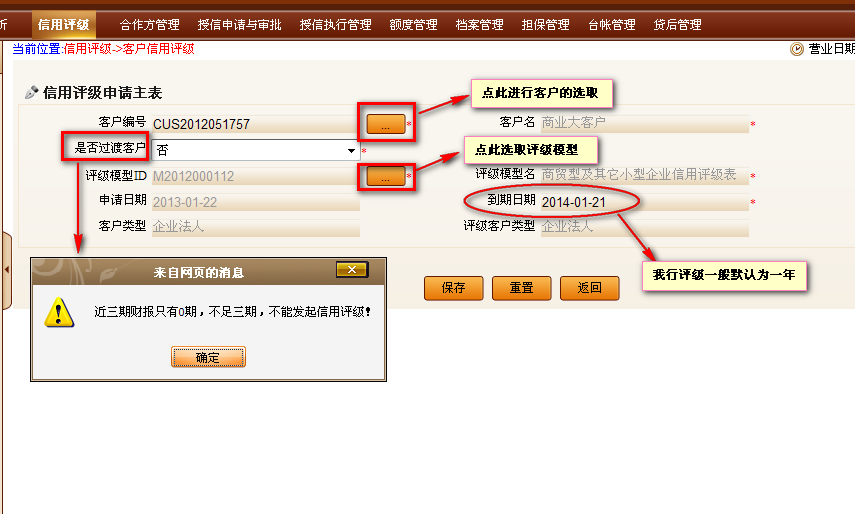 析 信用评级 合作方管理 授信申请与审批 授信执行管理 额度管理 档案管理 担保管理 台帐管理 贷后管理
当前位置:信用评级->客户信用评级 营业日期
信用评级申请主表
点此进行客户的选取
客户编号 CUS2012051757 ... * 客户名 商业大客户 *
是否过渡客户 否 * 点此选取评级模型
评级模型ID M2012000112 ... * 评级模型名 商贸型及其它小型企业信用评级表 *
申请日期 2013-01-22 到期日期 2014-01-21 *
客户类型 企业法人 评级客户类型 企业法人
我行评级一般默认为一年
来自网页的消息
保存 重置 返回
近三期财报只有0期，不足三期，不能发起信用评级!
确定